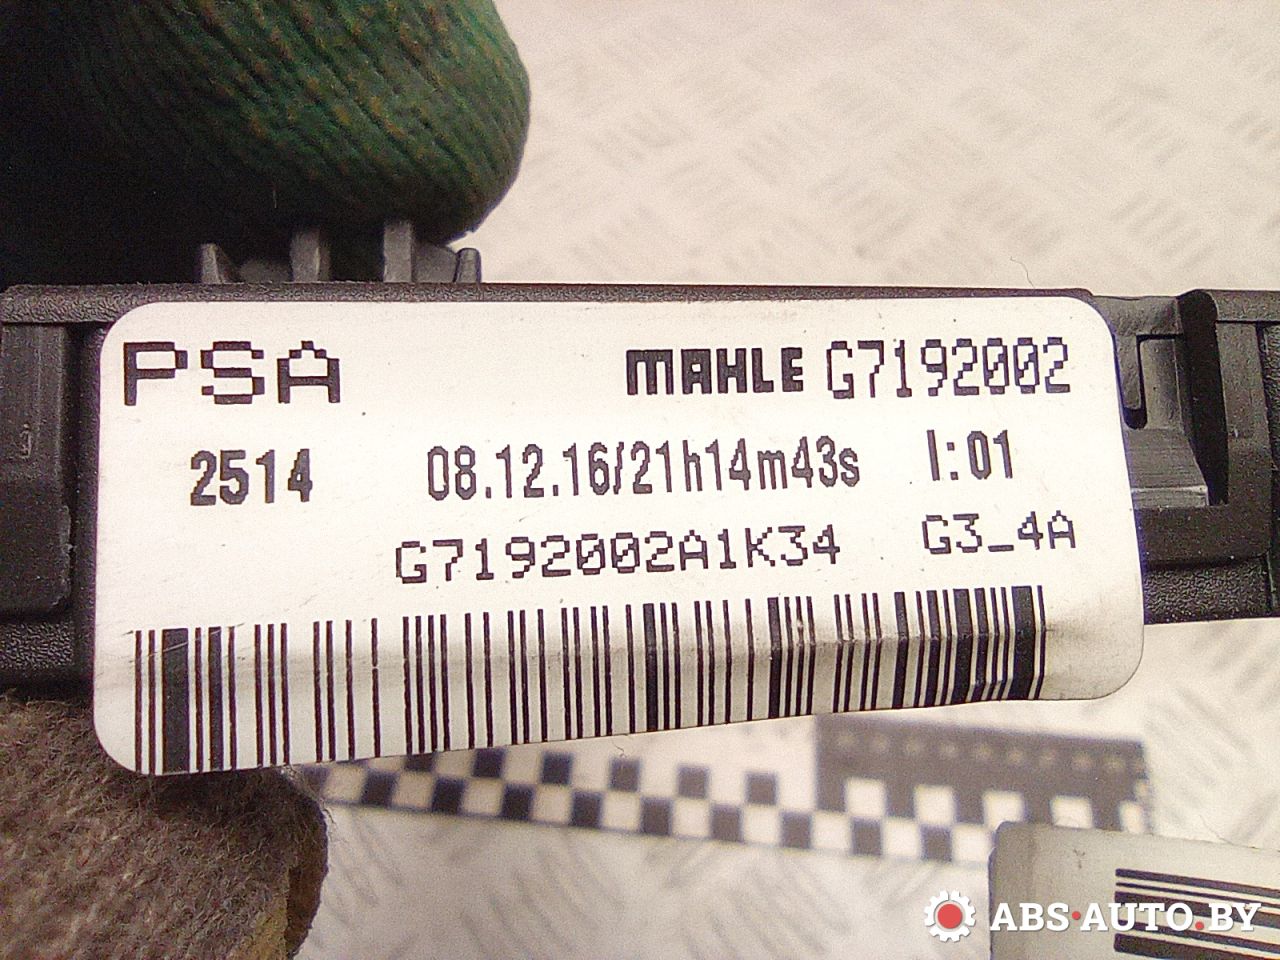 PSA MAHLE G7192002
2514 08.12.16/21h14m43s I:01
G7192002A1K34 G3_4A
ABS·AUTO.BY